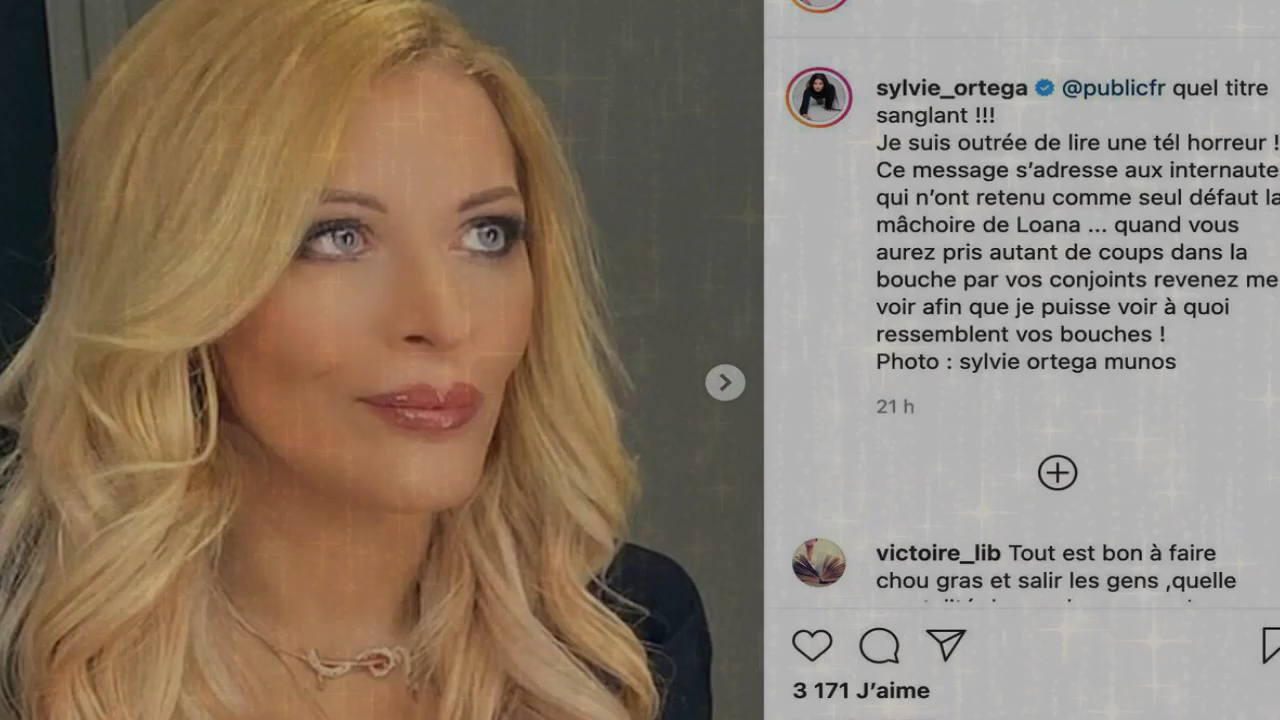 sylvie_ortega @publicfr quel titre
sanglant !!!
Je suis outrée de lire une tél horreur !
Ce message s’adresse aux internaute
qui n’ont retenu comme seul défaut la
mâchoire de Loana ... quand vous
aurez pris autant de coups dans la
bouche par vos conjoints revenez me
voir afin que je puisse voir à quoi
ressemblent vos bouches !
Photo : sylvie ortega munos
21 h
victoire_lib Tout est bon à faire
chou gras et salir les gens ,quelle
3 171 J’aime